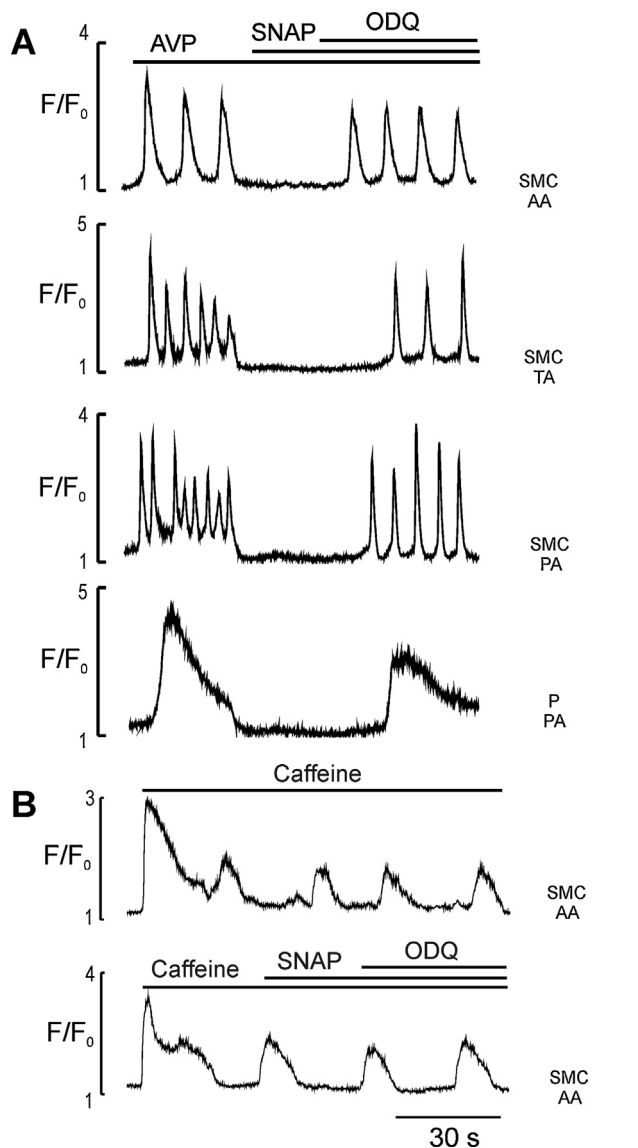 A
4
AVP
SNAP
ODQ
F/F0
1
SMC
AA
5
F/F0
1
SMC
TA
4
F/F0
1
SMC
PA
5
F/F0
1
P
PA
B
Caffeine
3
F/F0
1
SMC
AA
4
Caffeine
SNAP
ODQ
F/F0
1
SMC
AA
30 s